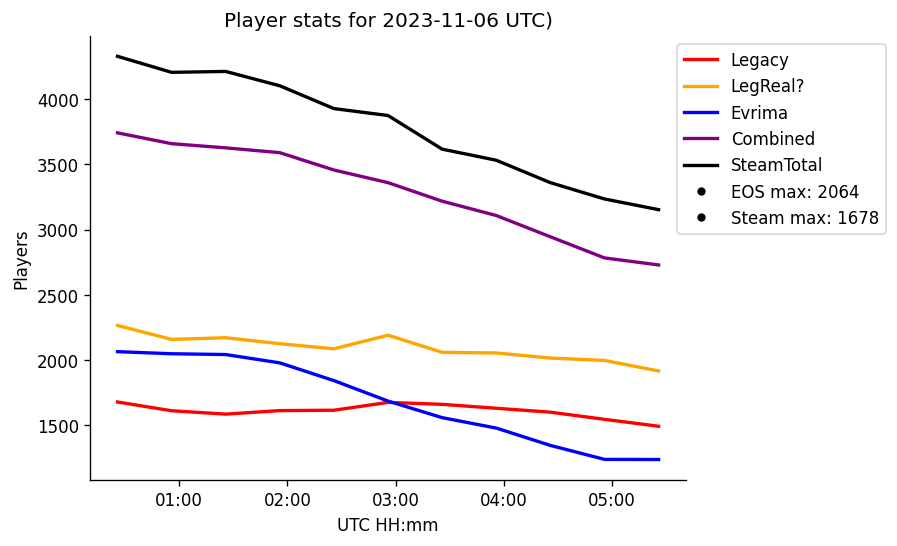 Player stats for 2023-11-06 UTC)
Legacy
LegReal?
Evrima
Combined
SteamTotal
EOS max: 2064
Steam max: 1678
Players
4000
3500
3000
2500
2000
1500
01:00 02:00 03:00 04:00 05:00
UTC HH:mm